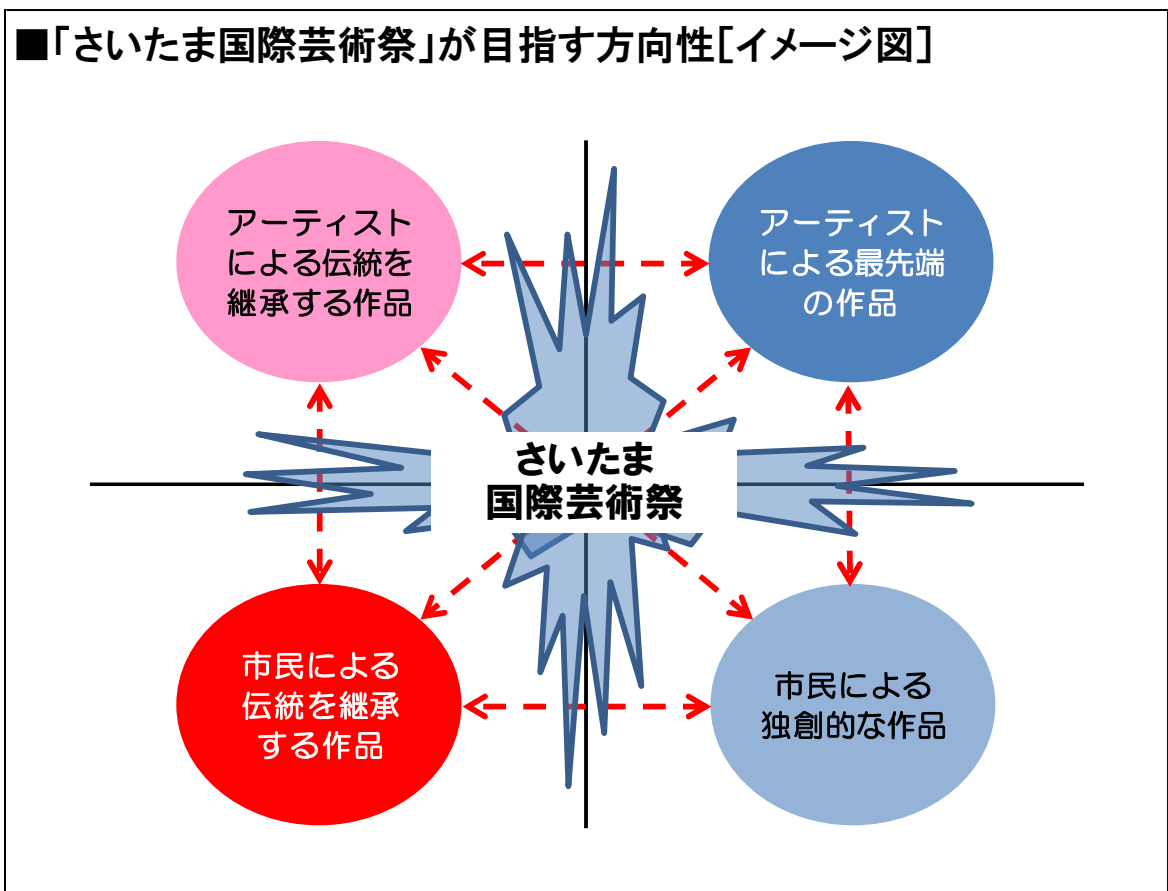 ■「さいたま国際芸術祭」が目指す方向性[イメージ図]
アーティスト
による伝統を
継承する作品
アーティスト
による最先端
の作品
さいたま
国際芸術祭
市民による
伝統を継承
する作品
市民による
独創的な作品